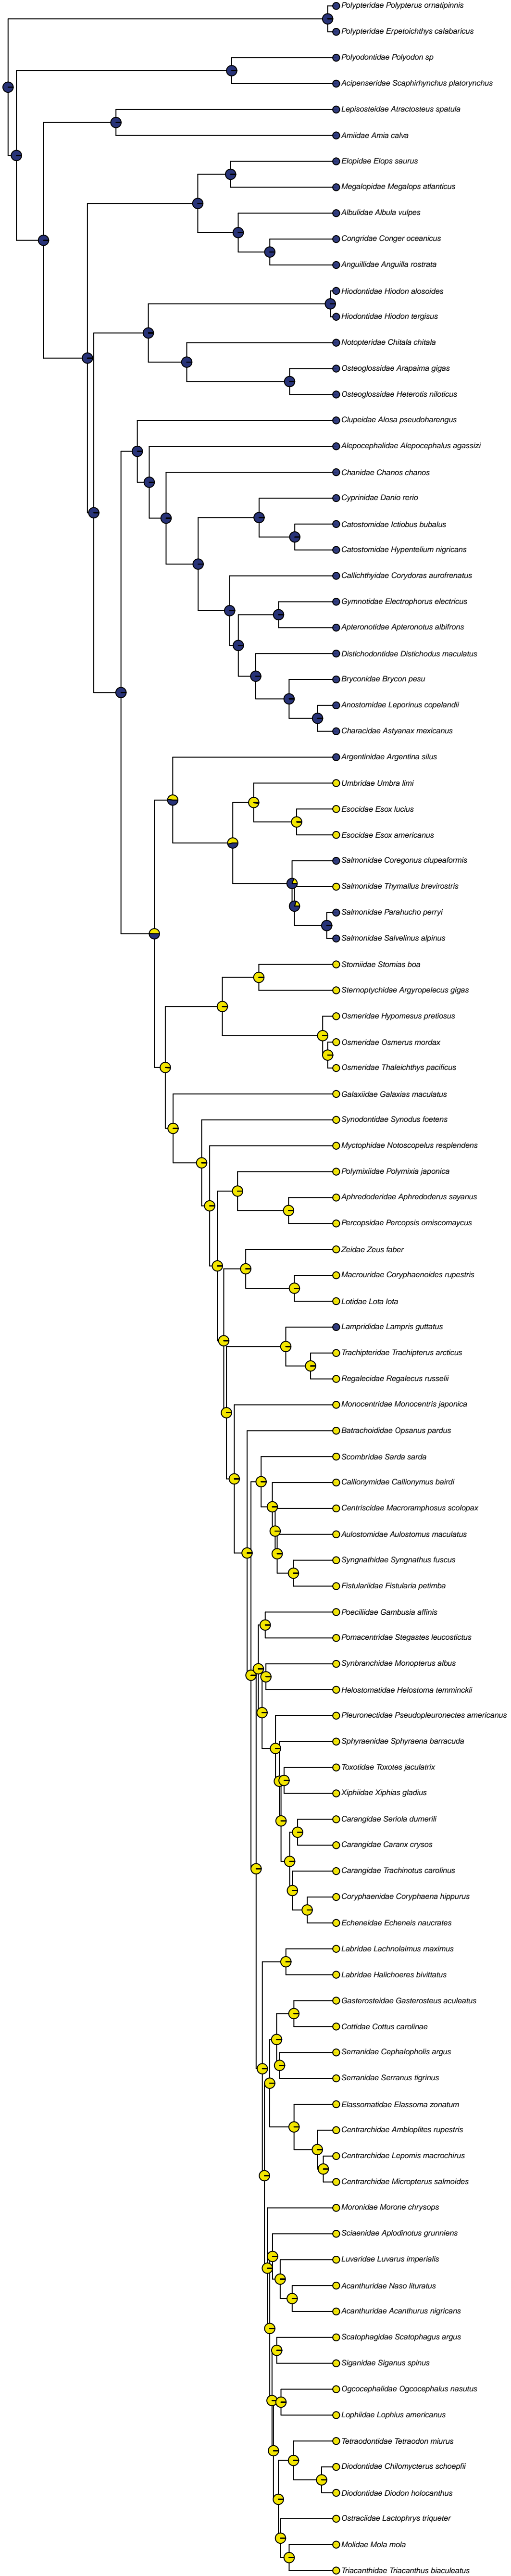 Polypteridae Polypterus ornatipinnis
Polypteridae Erpetoichthys calabaricus
Polyodontidae Polyodon sp
Acipenseridae Scaphirhynchus platorynchus
Lepisosteidae Atractosteus spatula
Amiidae Amia calva
Elopidae Elops saurus
Megalopidae Megalops atlanticus
Albulidae Albula vulpes
Congridae Conger oceanicus
Anguillidae Anguilla rostrata
Hiodontidae Hiodon alosoides
Hiodontidae Hiodon tergisus
Notopteridae Chitala chitala
Osteoglossidae Arapaima gigas
Osteoglossidae Heterotis niloticus
Clupeidae Alosa pseudoharengus
Alepocephalidae Alepocephalus agassizi
Chanidae Chanos chanos
Cyprinidae Danio rerio
Catostomidae Ictiobus bubalus
Catostomidae Hypentelium nigricans
Callichthyidae Corydoras aurofrenatus
Gymnotidae Electrophorus electricus
Apteronotidae Apteronotus albifrons
Distichodontidae Distichodus maculatus
Bryconidae Brycon pesu
Anostomidae Leporinus copelandii
Characidae Astyanax mexicanus
Argentinidae Argentina silus
Umbridae Umbra limi
Esocidae Esox lucius
Esocidae Esox americanus
Salmonidae Coregonus clupeaformis
Salmonidae Thymallus brevirostris
Salmonidae Parahucho perryi
Salmonidae Salvelinus alpinus
Stomiidae Stomias boa
Sternoptychidae Argyropelecus gigas
Osmeridae Hypomesus pretiosus
Osmeridae Osmerus mordax
Osmeridae Thaleichthys pacificus
Galaxiidae Galaxias maculatus
Synodontidae Synodus foetens
Myctophidae Notoscopelus resplendens
Polymixiidae Polymixia japonica
Aphredoderidae Aphredoderus sayanus
Percopsidae Percopsis omiscomaycus
Zeidae Zeus faber
Macrouridae Coryphaenoides rupestris
Lotidae Lota lota
Lamprididae Lampris guttatus
Trachipteridae Trachipterus arcticus
Regalecidae Regalecus russelii
Monocentridae Monocentris japonica
Batrachoididae Opsanus pardus
Scombridae Sarda sarda
Callionymidae Callionymus bairdi
Centriscidae Macroramphosus scolopax
Aulostomidae Aulostomus maculatus
Syngnathidae Syngnathus fuscus
Fistulariidae Fistularia petimba
Poeciliidae Gambusia affinis
Pomacentridae Stegastes leucostictus
Synbranchidae Monopterus albus
Helostomatidae Helostoma temminckii
Pleuronectidae Pseudopleuronectes americanus
Sphyraenidae Sphyraena barracuda
Toxotidae Toxotes jaculatrix
Xiphiidae Xiphias gladius
Carangidae Seriola dumerili
Carangidae Caranx crysos
Carangidae Trachinotus carolinus
Coryphaenidae Coryphaena hippurus
Echeneidae Echeneis naucrates
Labridae Lachnolaimus maximus
Labridae Halichoeres bivittatus
Gasterosteidae Gasterosteus aculeatus
Cottidae Cottus carolinae
Serranidae Cephalopholis argus
Serranidae Serranus tigrinus
Elassomatidae Elassoma zonatum
Centrarchidae Ambloplites rupestris
Centrarchidae Lepomis macrochirus
Centrarchidae Micropterus salmoides
Moronidae Morone chrysops
Sciaenidae Aplodinotus grunniens
Luvaridae Luvarus imperialis
Acanthuridae Naso lituratus
Acanthuridae Acanthurus nigricans
Scatophagidae Scatophagus argus
Siganidae Siganus spinus
Ogcocephalidae Ogcocephalus nasutus
Lophiidae Lophius americanus
Tetraodontidae Tetraodon miurus
Diodontidae Chilomycterus schoepfii
Diodontidae Diodon holocanthus
Ostraciidae Lactophrys triqueter
Molidae Mola mola
Triacanthidae Triacanthus biaculeatus